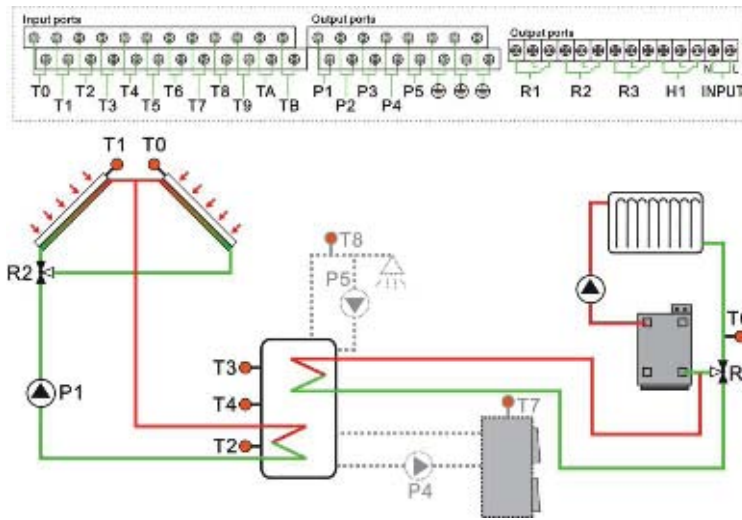 Input ports
Output ports
Output ports
T0 T2 T4 T6 T8 TA
T1 T3 T5 T7 T9 TB
P1 P3 P5
P2 P4
R1 R2 R3 H1 INPUT
N L
T1 T0
R2
T8
P5
P1
T3
T4
T2
T7
P4